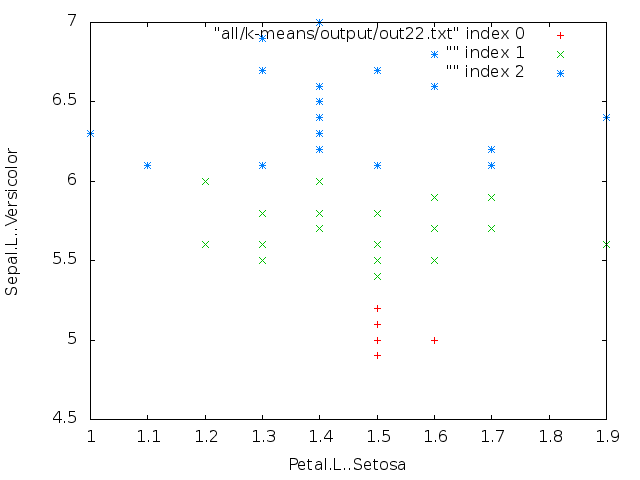 "all/k-means/output/out22.txt" index 0
"" index 1
"" index 2
7
6.5
6
5.5
5
4.5
1 1.1 1.2 1.3 1.4 1.5 1.6 1.7 1.8 1.9
Petal.L..Setosa
Sepal.L..Versicolor